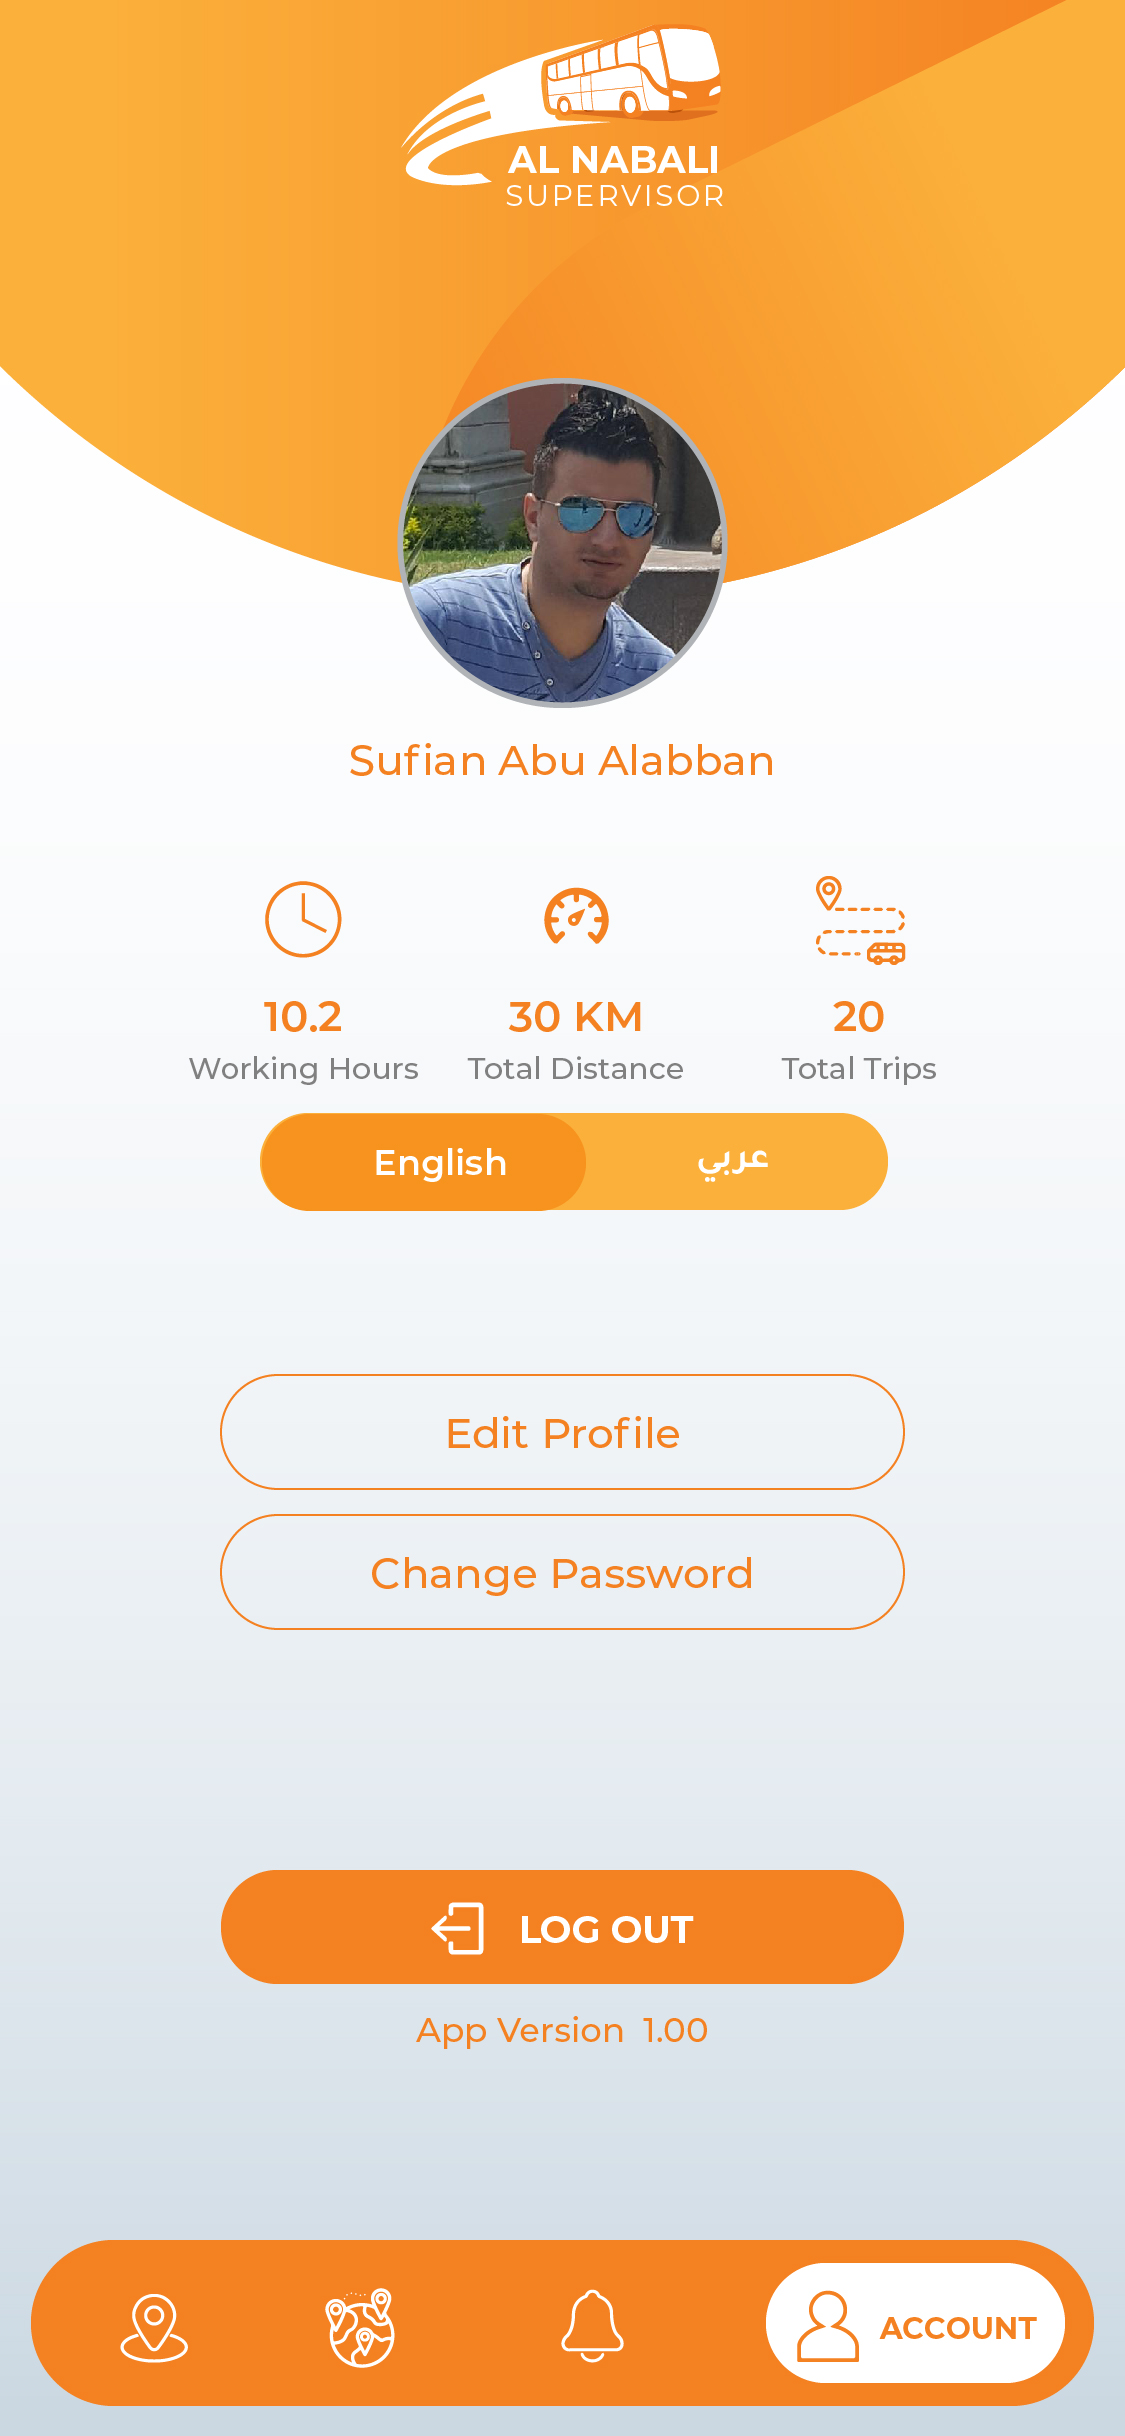 AL NABALI
SUPERVISOR
Sufian Abu Alabban
10.2
Working Hours
30 KM
Total Distance
20
Total Trips
English
عربي
Edit Profile
Change Password
LOG OUT
App Version 1.00
ACCOUNT